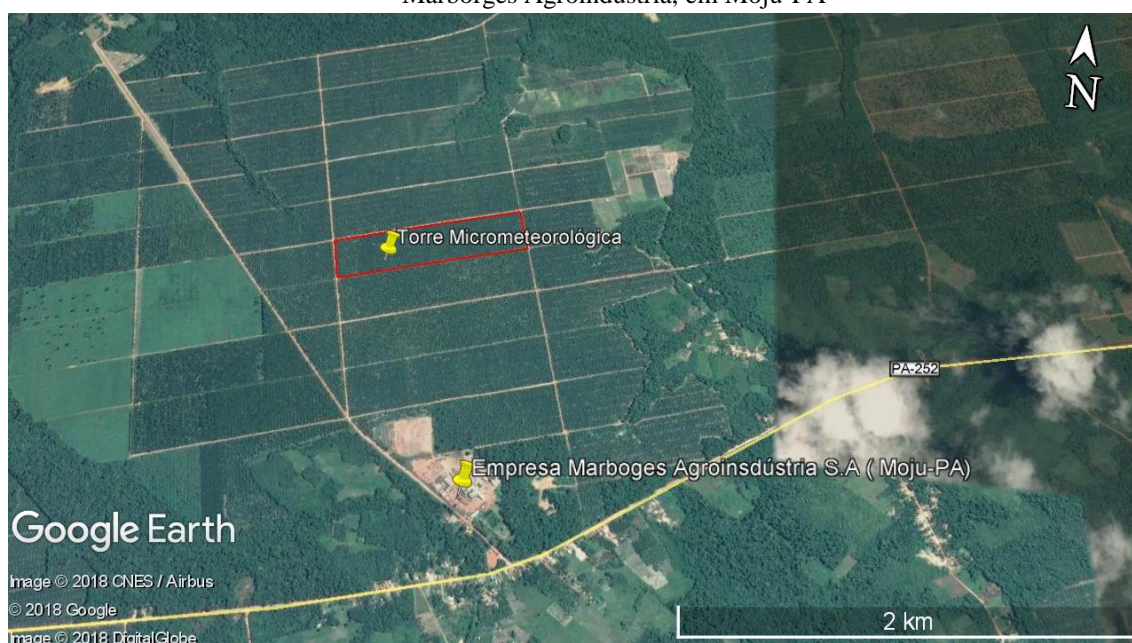 Marborges Agroindústria, em Moju-PA
N
Torre Micrometeorológica
PA-252
Empresa Marboges Agroinsdústria S.A ( Moju-PA)
Google Earth
Image © 2018 CNES / Airbus
© 2018 Google
Image © 2018 DigitalGlobe
2 km